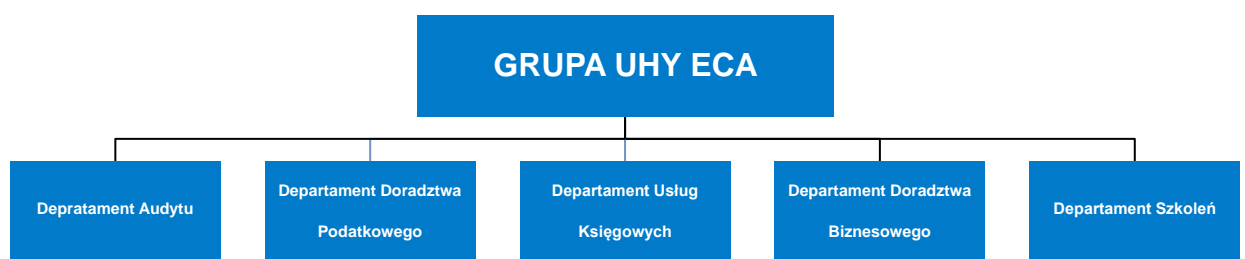 GRUPA UHY ECA
Depratament Audytu
Departament Doradztwa
Podatkowego
Departament Usług
Księgowych
Departament Doradztwa
Biznesowego
Departament Szkoleń